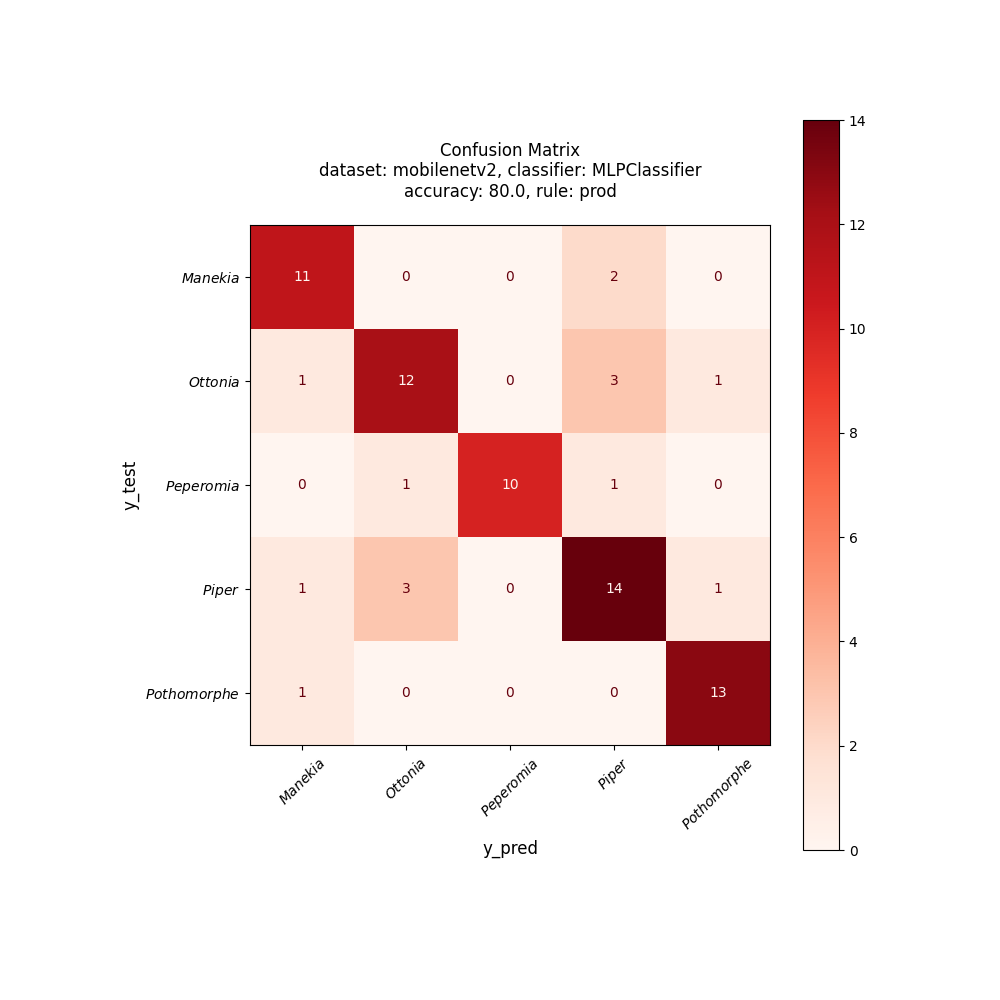 Confusion Matrix
dataset: mobilenetv2, classifier: MLPClassifier
accuracy: 80.0, rule: prod
y_test
Manekia 11 0 0 2 0
Ottonia 1 12 0 3 1
Peperomia 0 1 10 1 0
Piper 1 3 0 14 1
Pothomorphe 1 0 0 0 13
Manekia Ottonia Peperomia Piper Pothomorphe
y_pred
14
12
10
8
6
4
2
0